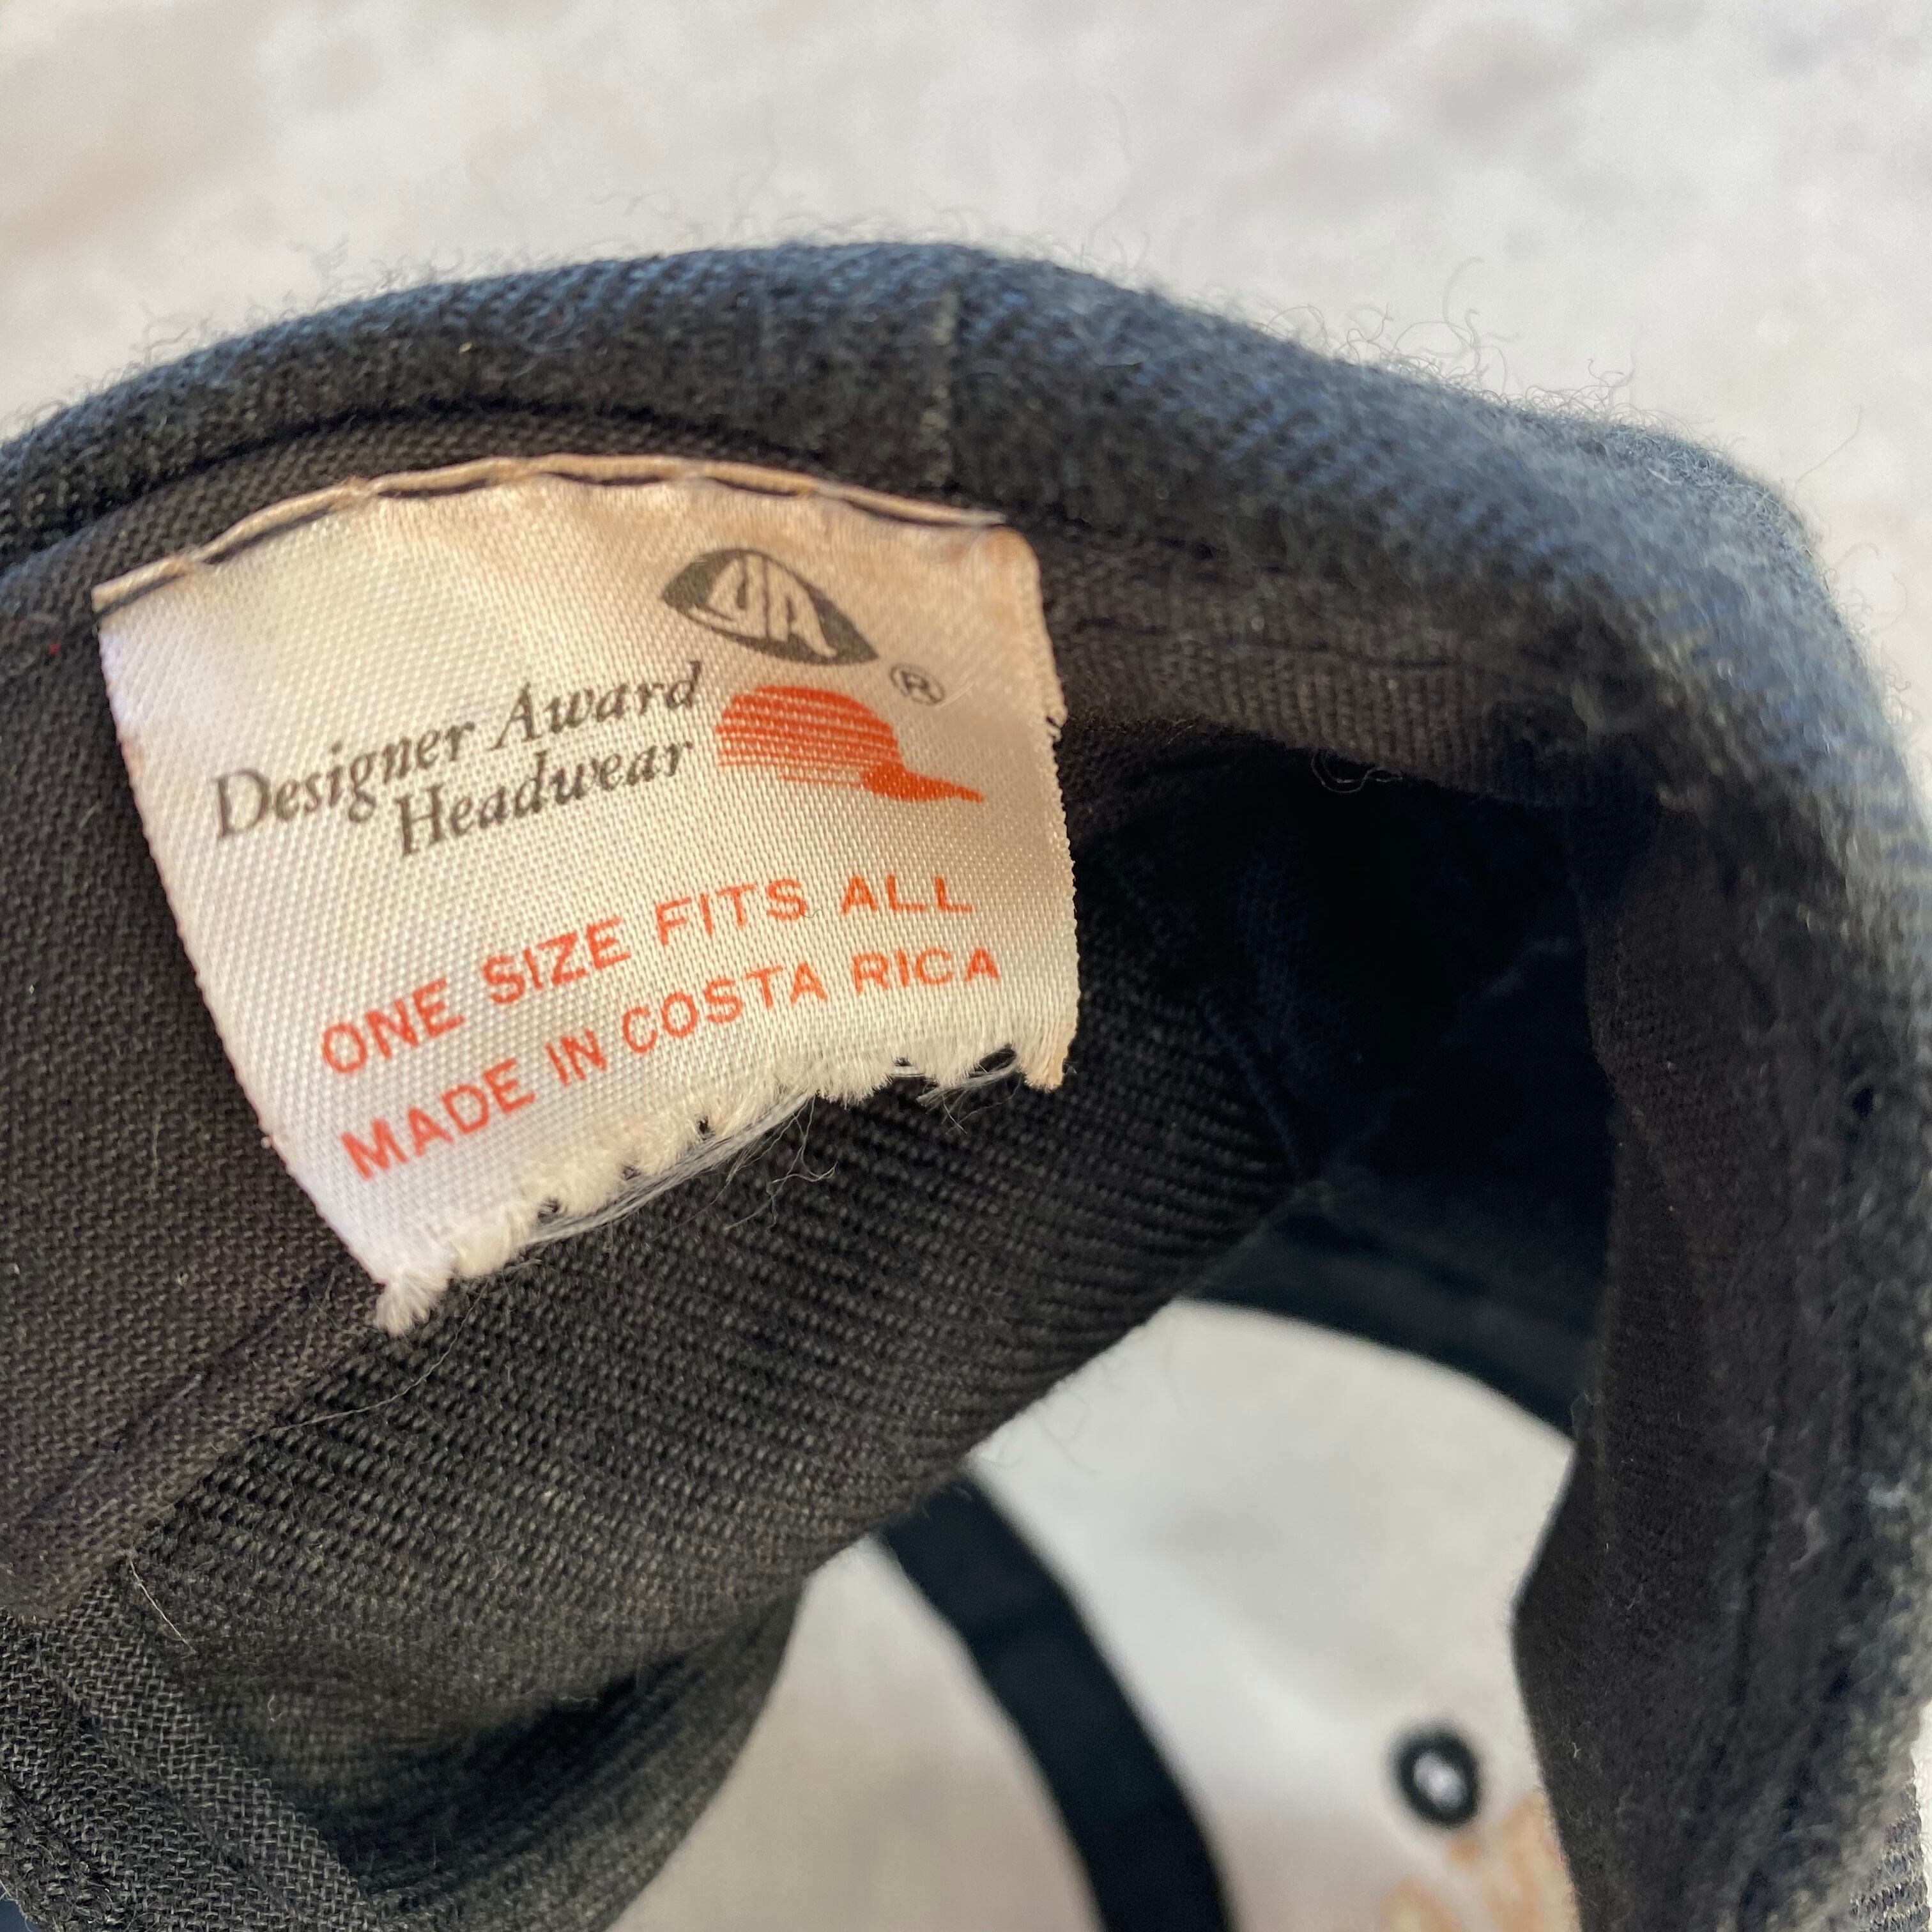 ®
Designer Award
Headwear
ONE SIZE FITS ALL
MADE IN COSTA RICA